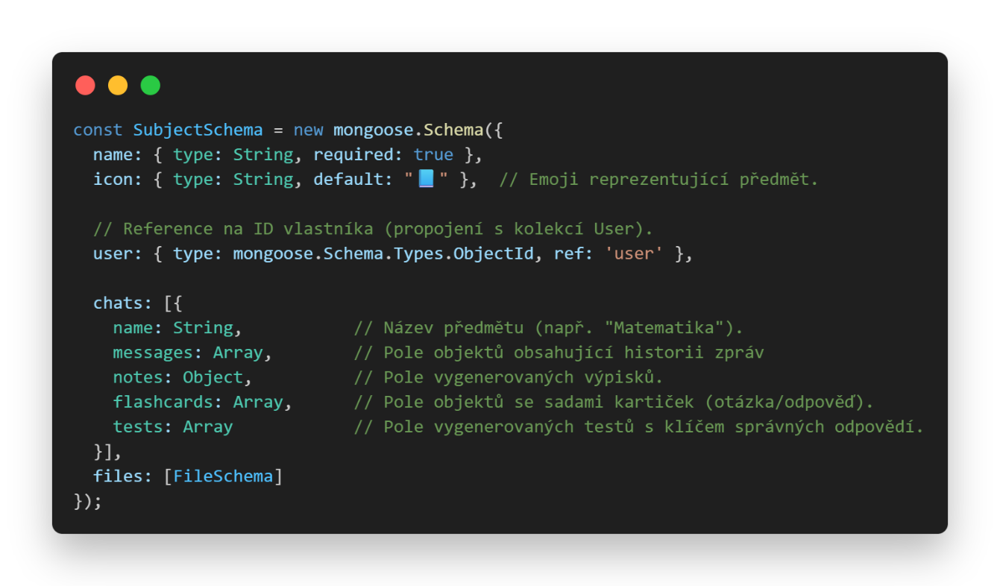 const SubjectSchema = new mongoose.Schema({
  name: { type: String, required: true },
  icon: { type: String, default: "📘" },  // Emoji reprezentující předmět.

  // Reference na ID vlastníka (propojení s kolekcí User).
  user: { type: mongoose.Schema.Types.ObjectId, ref: 'user' },

  chats: [{
    name: String,           // Název předmětu (např. "Matematika").
    messages: Array,        // Pole objektů obsahující historii zpráv
    notes: Object,          // Pole vygenerovaných výpisků.
    flashcards: Array,      // Pole objektů se sadami kartiček (otázka/odpověď).
    tests: Array            // Pole vygenerovaných testů s klíčem správných odpovědí.
  }],
  files: [FileSchema]
});